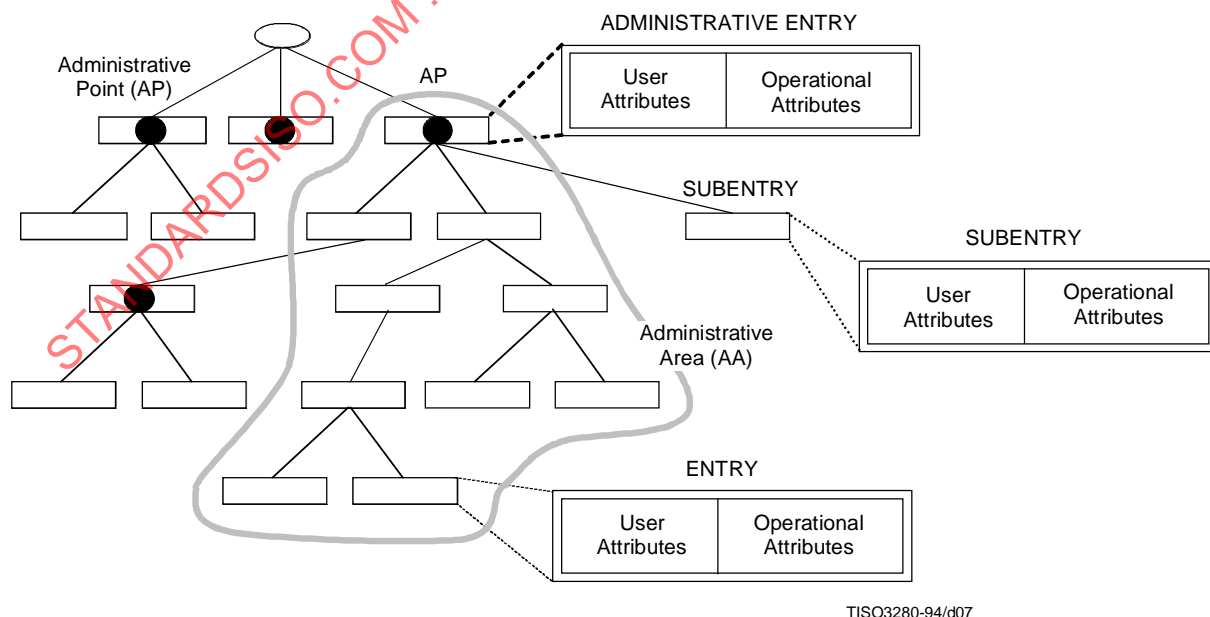 ADMINISTRATIVE ENTRY
Administrative
Point (AP)
AP
User
Attributes
Operational
Attributes
SUBENTRY
SUBENTRY
User
Attributes
Operational
Attributes
Administrative
Area (AA)
ENTRY
User
Attributes
Operational
Attributes
TISO3280-94/d07
STANDARDSISO.COM